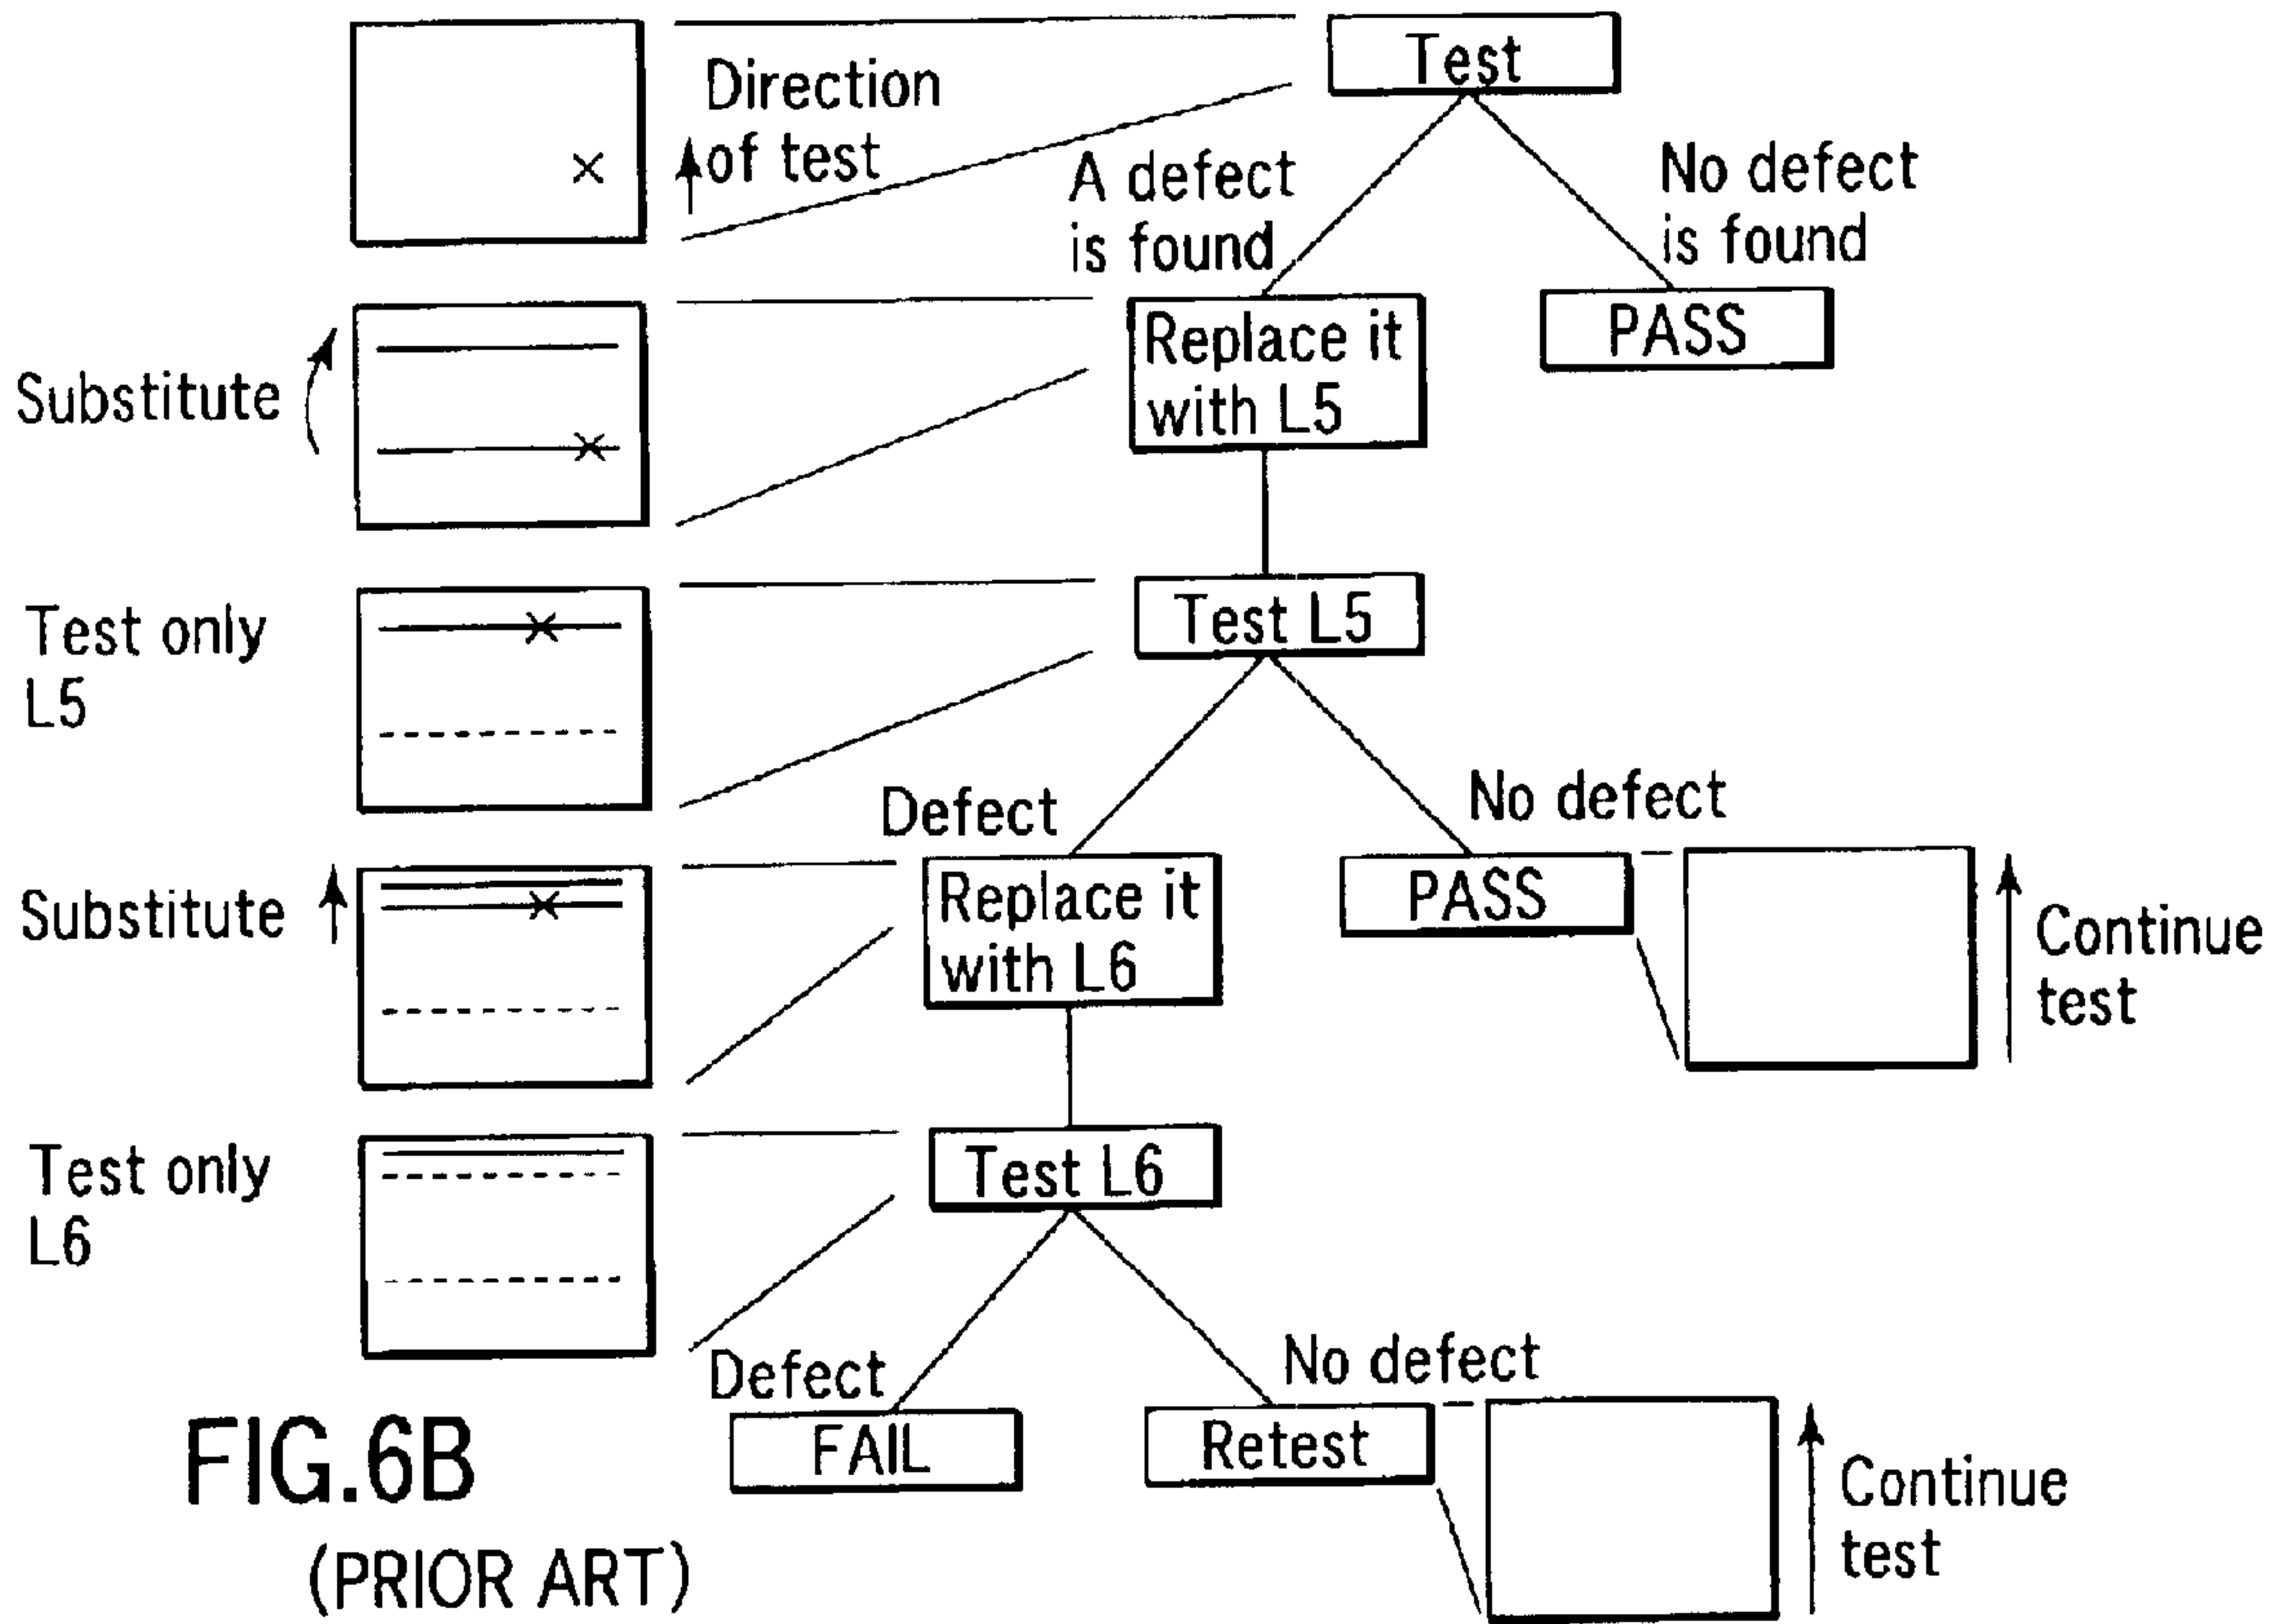 Test
Direction
of test
A defect
is found
No defect
is found
Substitute
Replace it
with L5
PASS
Test only
L5
Test L5
Defect
No defect
Substitute
Replace it
with L6
PASS
Continue
test
Test only
L6
Test L6
Defect
No defect
FAIL
Retest
Continue
test
FIG.6B
(PRIOR ART)